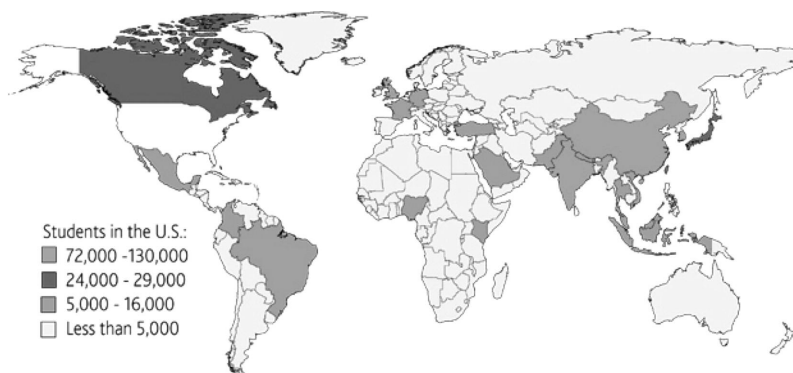 Students in the U.S.:
72,000 -130,000
24,000 - 29,000
5,000 - 16,000
Less than 5,000